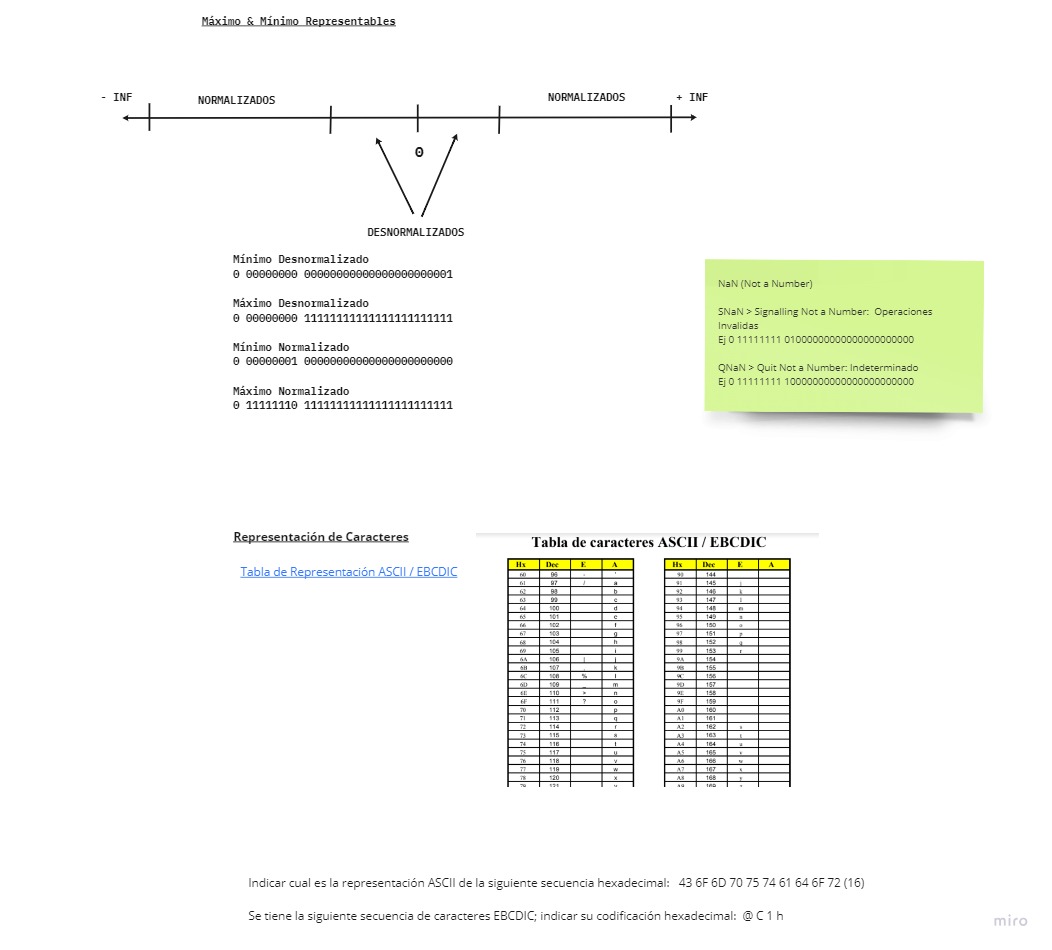 Máximo & Mínimo Representables
- INF
NORMALIZADOS
NORMALIZADOS
+ INF
0
DESNORMALIZADOS
Mínimo Desnormalizado
0 00000000 00000000000000000000001
Máximo Desnormalizado
0 00000000 11111111111111111111111
Mínimo Normalizado
0 00000001 00000000000000000000000
Máximo Normalizado
0 11111110 11111111111111111111111
NaN (Not a Number)
SNaN > Signalling Not a Number: Operaciones
Invalidas
Ej 0 11111111 01000000000000000000000
QNaN > Quit Not a Number: Indeterminado
Ej 0 11111111 10000000000000000000000
Representación de Caracteres
Tabla de Representación ASCII / EBCDIC
Tabla de caracteres ASCII / EBCDIC
Hx Dec E A
60 96 - `
61 97 / a
62 98 b
63 99 c
64 100 d
65 101 e
66 102 f
67 103 g
68 104 h
69 105 i
6A 106 | j
6B 107 , k
6C 108 % l
6D 109 _ m
6E 110 > n
6F 111 ? o
70 112 p
71 113 q
72 114 r
73 115 s
74 116 t
75 117 u
76 118 v
77 119 w
78 120 x
79 121
Hx Dec E A
90 144
91 145 j
92 146 k
93 147 l
94 148 m
95 149 n
96 150 o
97 151 p
98 152 q
99 153 r
9A 154
9B 155
9C 156
9D 157
9E 158
9F 159
A0 160
A1 161
A2 162 s
A3 163 t
A4 164 u
A5 165 v
A6 166 w
A7 167 x
A8 168 y
A9 169
Indicar cual es la representación ASCII de la siguiente secuencia hexadecimal: 43 6F 6D 70 75 74 61 64 6F 72 (16)
Se tiene la siguiente secuencia de caracteres EBCDIC; indicar su codificación hexadecimal: @ C 1 h
miro